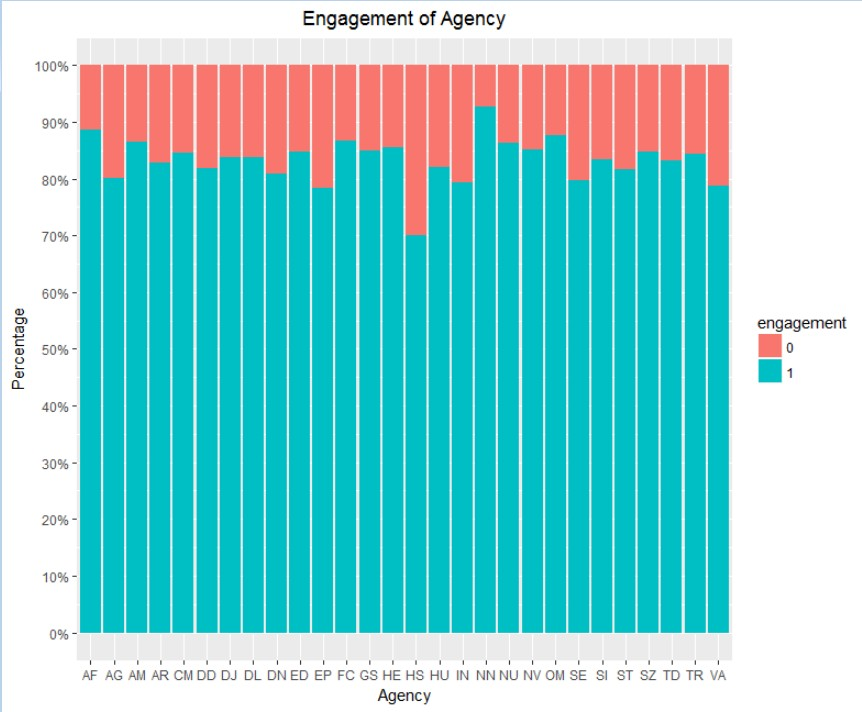 Engagement of Agency
100%
90%
80%
70%
60%
50%
40%
30%
20%
10%
0%
Percentage
AF AG AM AR CM DD DJ DL DN ED EP FC GS HE HS HU IN NN NU NV OM SE SI ST SZ TD TR VA
Agency
engagement
0
1